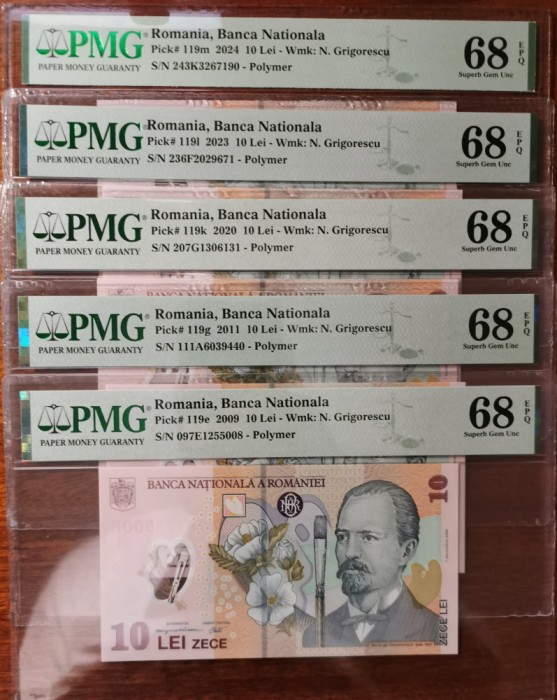 PMG
PAPER MONEY GUARANTY
Romania, Banca Nationala
Pick# 119m 2024 10 Lei - Wmk: N. Grigorescu
S/N 243K3267190 - Polymer
68 EPQ
Superb Gem Unc
PMG
PAPER MONEY GUARANTY
Romania, Banca Nationala
Pick# 119l 2023 10 Lei - Wmk: N. Grigorescu
S/N 236F2029671 - Polymer
68 EPQ
Superb Gem Unc
PMG
PAPER MONEY GUARANTY
Romania, Banca Nationala
Pick# 119k 2020 10 Lei - Wmk: N. Grigorescu
S/N 207G1306131 - Polymer
68 EPQ
Superb Gem Unc
BANCA NAȚIONALĂ A ROMÂNIEI
PMG
PAPER MONEY GUARANTY
Romania, Banca Nationala
Pick# 119g 2011 10 Lei - Wmk: N. Grigorescu
S/N 111A6039440 - Polymer
68 EPQ
Superb Gem Unc
PMG
PAPER MONEY GUARANTY
Romania, Banca Nationala
Pick# 119e 2009 10 Lei - Wmk: N. Grigorescu
S/N 097E1255008 - Polymer
68 EPQ
Superb Gem Unc
BANCA NAȚIONALĂ A ROMÂNIEI
10
10 LEI ZECE
ZECE LEI